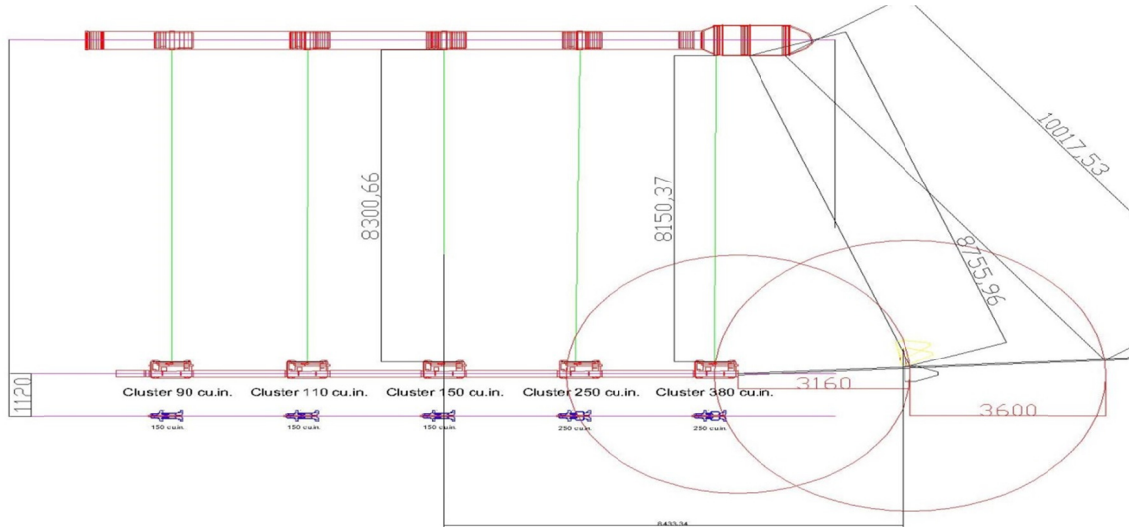 10017,53
8300,66
8150,37
8755,96
3160
Cluster 90 cu.in.
Cluster 110 cu.in.
Cluster 150 cu.in.
Cluster 250 cu.in.
Cluster 380 cu.in.
1120
3600
150 cu.in.
150 cu.in.
150 cu.in.
250 cu.in.
250 cu.in.
8433,34